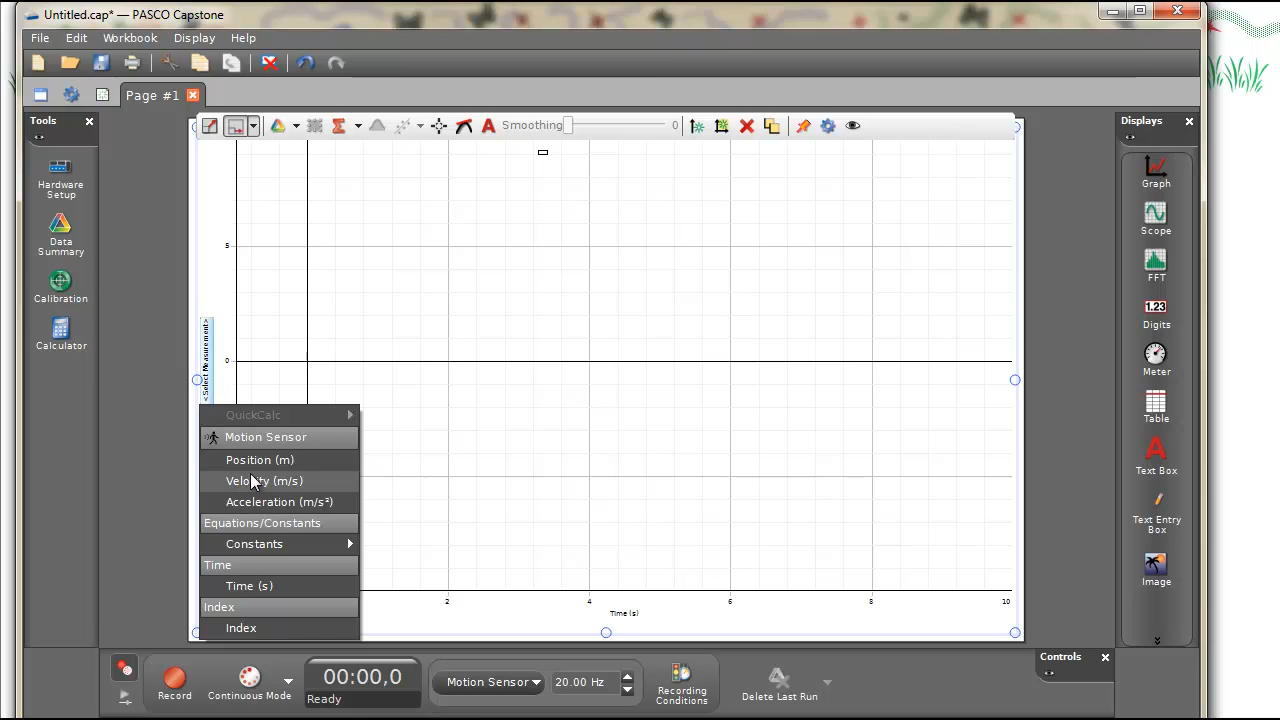 Untitled.cap* — PASCO Capstone
File Edit Workbook Display Help
Page #1
Tools
Hardware
Setup
Data
Summary
Calibration
Calculator
Smoothing 0
5
0
<Select Measurement>
QuickCalc
Motion Sensor
Position (m)
Velocity (m/s)
Acceleration (m/s²)
Equations/Constants
Constants
Time
Time (s)
Index
Index
2 4 6 8 10
Time (s)
Displays
Graph
Scope
FFT
1.23
Digits
Meter
Table
A
Text Box
Text Entry
Box
Image
Record
Continuous Mode
00:00,0
Ready
Motion Sensor
20.00 Hz
Recording
Conditions
Delete Last Run
Controls